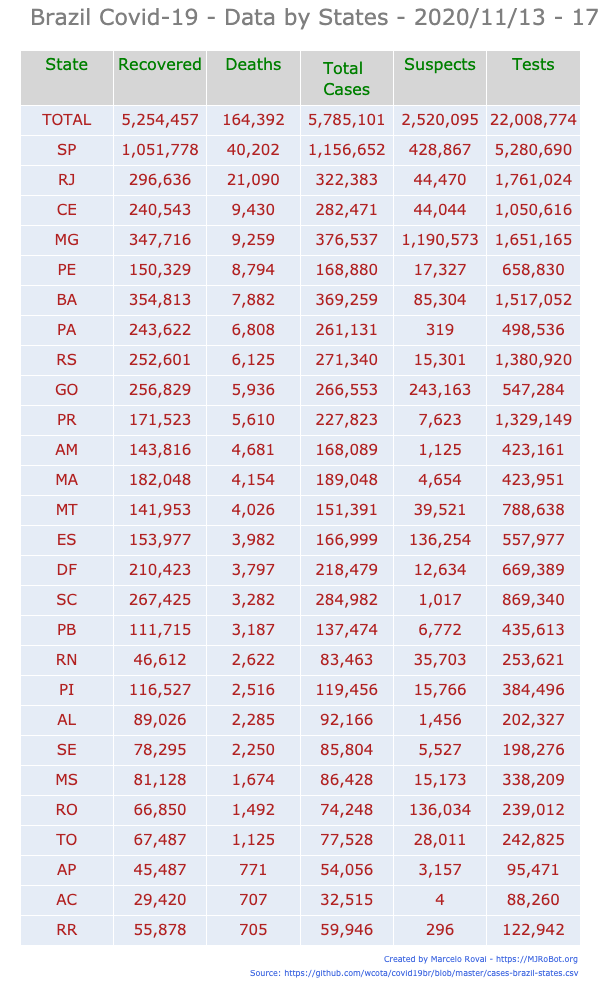 Brazil Covid-19 - Data by States - 2020/11/13 - 17
State Recovered Deaths Total Cases Suspects Tests
TOTAL 5,254,457 164,392 5,785,101 2,520,095 22,008,774
SP 1,051,778 40,202 1,156,652 428,867 5,280,690
RJ 296,636 21,090 322,383 44,470 1,761,024
CE 240,543 9,430 282,471 44,044 1,050,616
MG 347,716 9,259 376,537 1,190,573 1,651,165
PE 150,329 8,794 168,880 17,327 658,830
BA 354,813 7,882 369,259 85,304 1,517,052
PA 243,622 6,808 261,131 319 498,536
RS 252,601 6,125 271,340 15,301 1,380,920
GO 256,829 5,936 266,553 243,163 547,284
PR 171,523 5,610 227,823 7,623 1,329,149
AM 143,816 4,681 168,089 1,125 423,161
MA 182,048 4,154 189,048 4,654 423,951
MT 141,953 4,026 151,391 39,521 788,638
ES 153,977 3,982 166,999 136,254 557,977
DF 210,423 3,797 218,479 12,634 669,389
SC 267,425 3,282 284,982 1,017 869,340
PB 111,715 3,187 137,474 6,772 435,613
RN 46,612 2,622 83,463 35,703 253,621
PI 116,527 2,516 119,456 15,766 384,496
AL 89,026 2,285 92,166 1,456 202,327
SE 78,295 2,250 85,804 5,527 198,276
MS 81,128 1,674 86,428 15,173 338,209
RO 66,850 1,492 74,248 136,034 239,012
TO 67,487 1,125 77,528 28,011 242,825
AP 45,487 771 54,056 3,157 95,471
AC 29,420 707 32,515 4 88,260
RR 55,878 705 59,946 296 122,942
Created by Marcelo Rovai - https://MJRoBot.org
Source: https://github.com/wcota/covid19br/blob/master/cases-brazil-states.csv